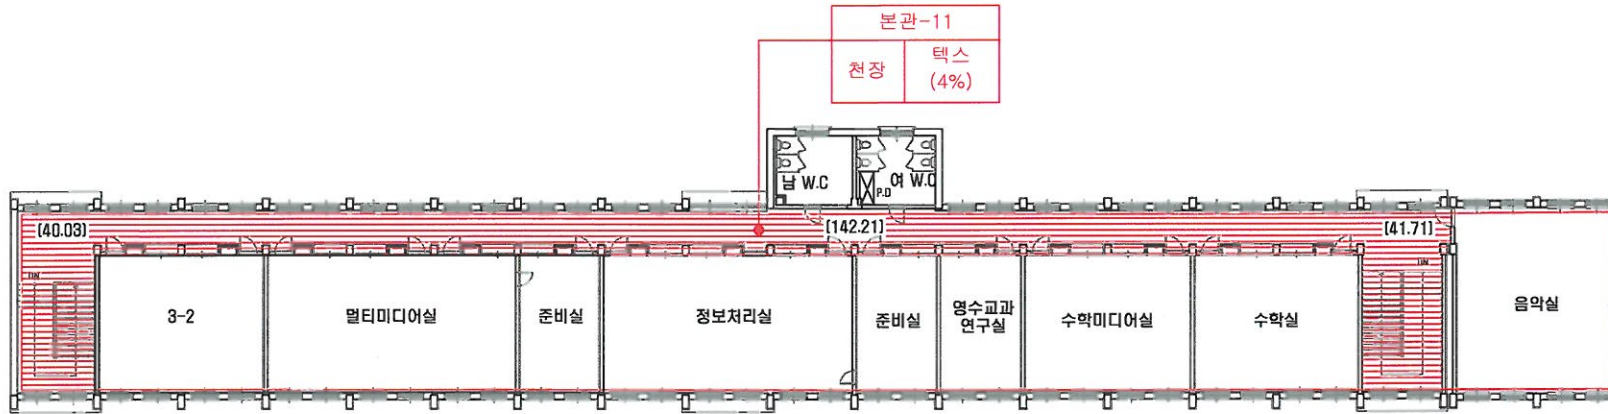 본관-11
천장
텍스
(4%)
남 W.C
여 W.C
P.D
[40.03]
[142.21]
[41.71]
DN
DN
3-2
멀티미디어실
준비실
정보처리실
준비실
영수교과
연구실
수학미디어실
수학실
음악실